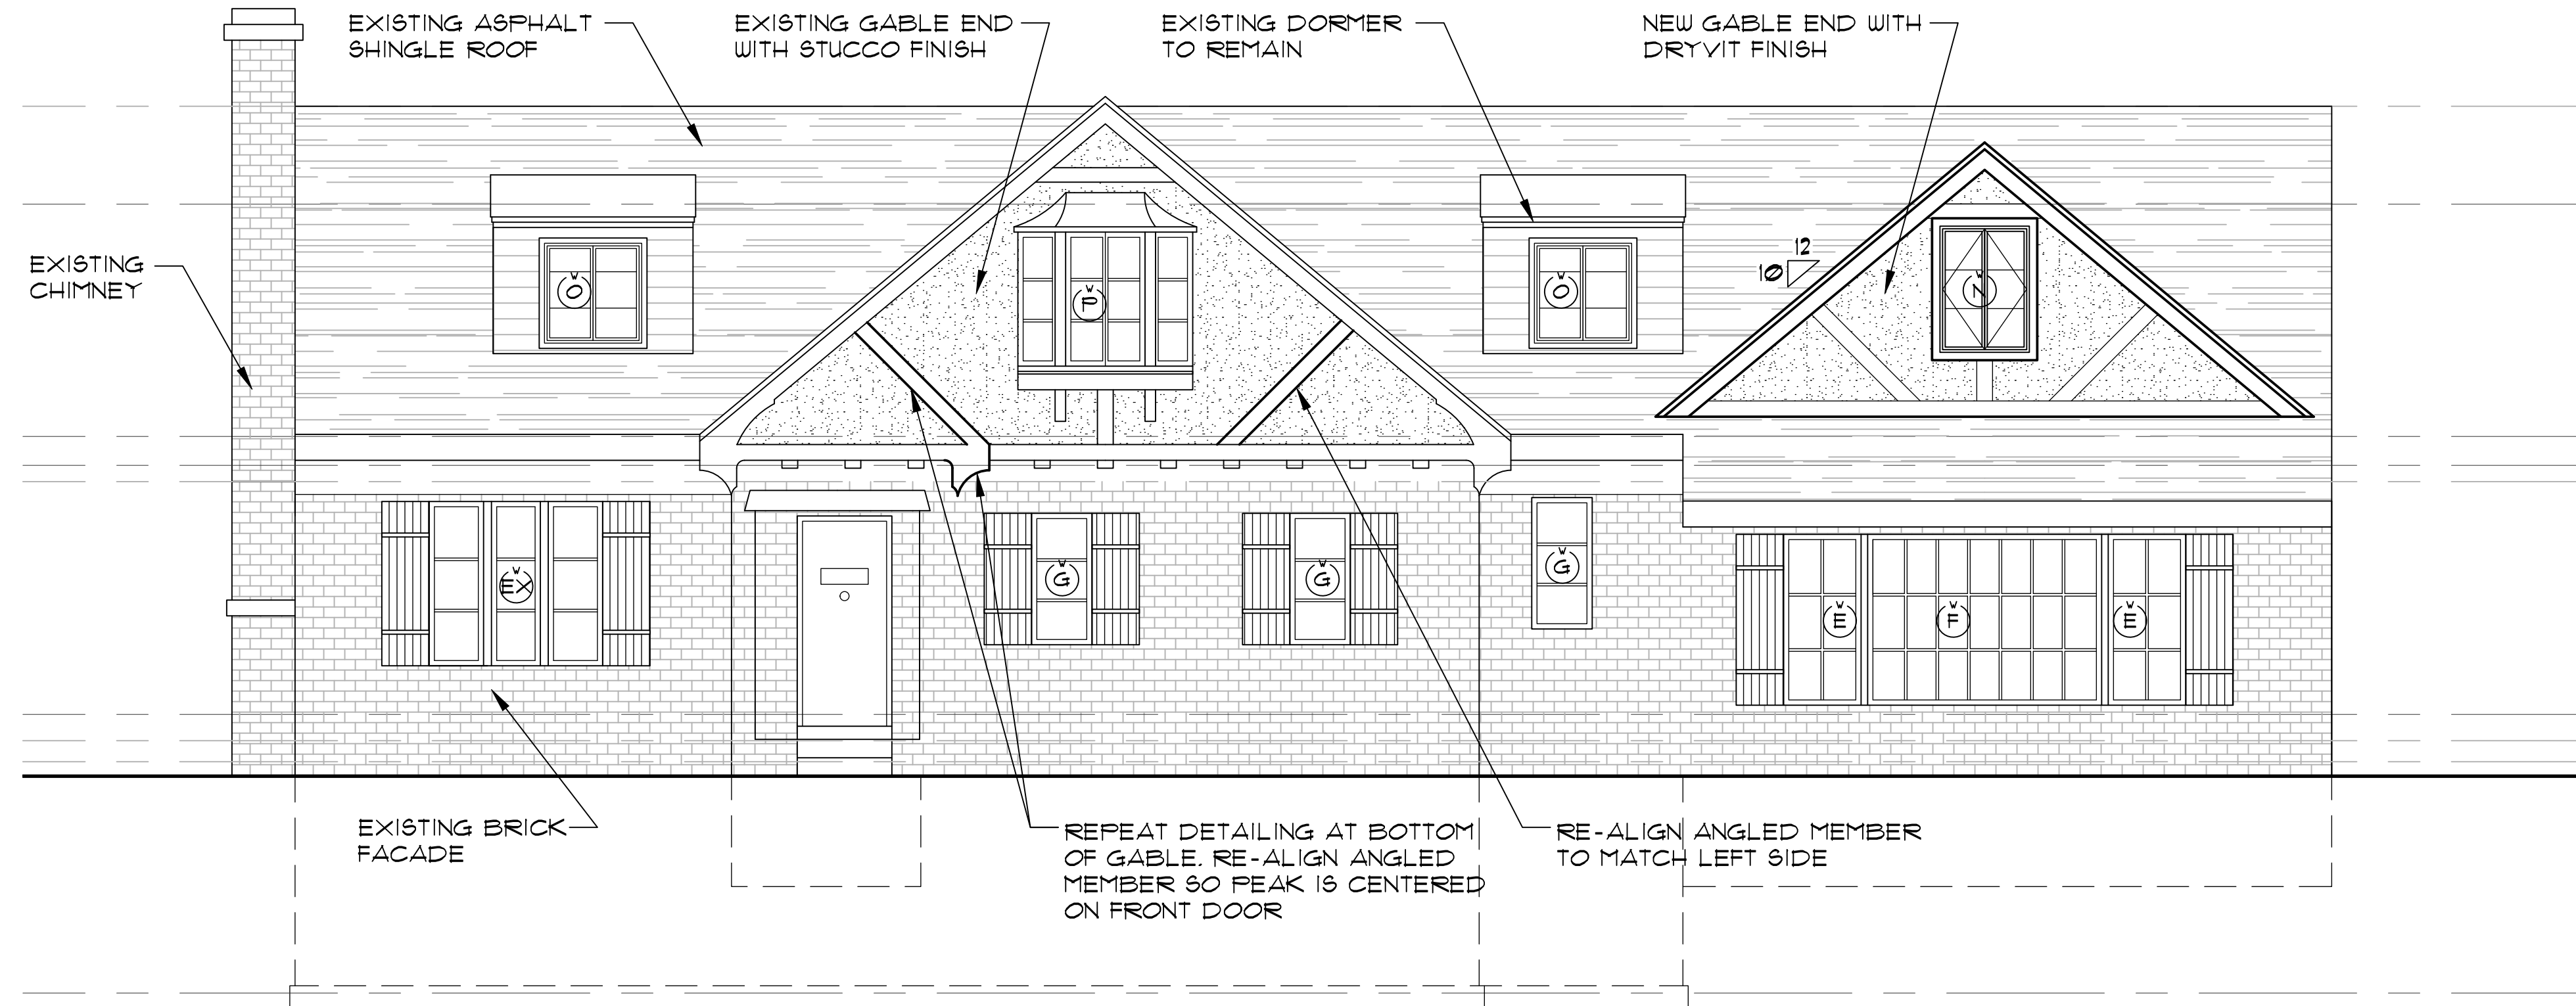 EXISTING ASPHALT
SHINGLE ROOF
EXISTING GABLE END
WITH STUCCO FINISH
EXISTING DORMER
TO REMAIN
NEW GABLE END WITH
DRYVIT FINISH
EXISTING
CHIMNEY
12
10
W
O
W
P
W
O
W
N
W
EX
W
G
W
G
W
G
W
E
W
F
W
E
EXISTING BRICK
FACADE
REPEAT DETAILING AT BOTTOM
OF GABLE. RE-ALIGN ANGLED
MEMBER SO PEAK IS CENTERED
ON FRONT DOOR
RE-ALIGN ANGLED MEMBER
TO MATCH LEFT SIDE